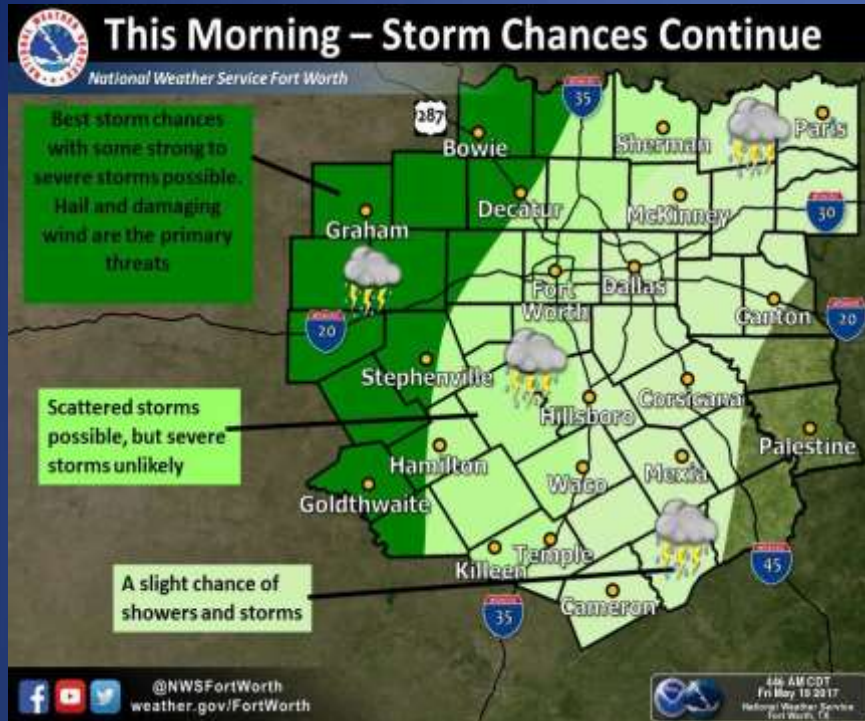 This Morning – Storm Chances Continue
National Weather Service Fort Worth
Best storm chances
with some strong to
severe storms possible.
Hail and damaging
wind are the primary
threats
287
Bowie
35
Sherman
Paris
Graham
Decatur
McKinney
30
Fort
Worth
Dallas
20
Canton
20
Stephenville
Hillsboro
Corsicana
Scattered storms
possible, but severe
storms unlikely
Hamilton
Goldthwaite
Waco
Mexia
Palestine
Killeen
Temple
45
A slight chance of
showers and storms
Cameron
35
@NWSFortWorth
weather.gov/FortWorth
446 AM CDT
Fri May 19 2017
National Weather Service
Fort Worth, TX